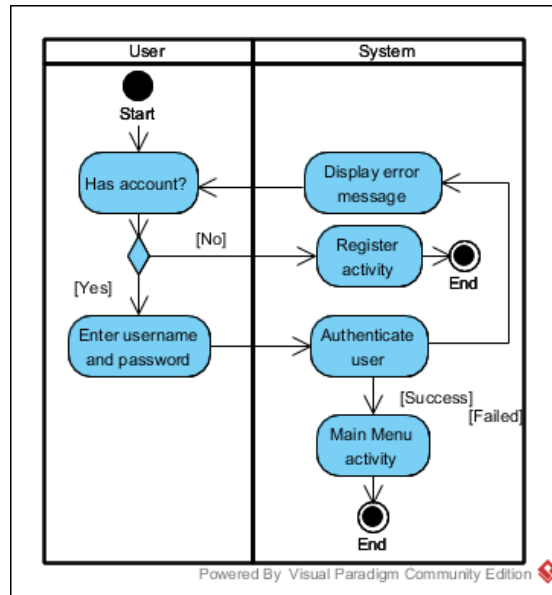 User
System
Start
Has account?
Display error
message
[No]
Register
activity
End
[Yes]
Enter username
and password
Authenticate
user
[Success]
[Failed]
Main Menu
activity
End
Powered By Visual Paradigm Community Edition